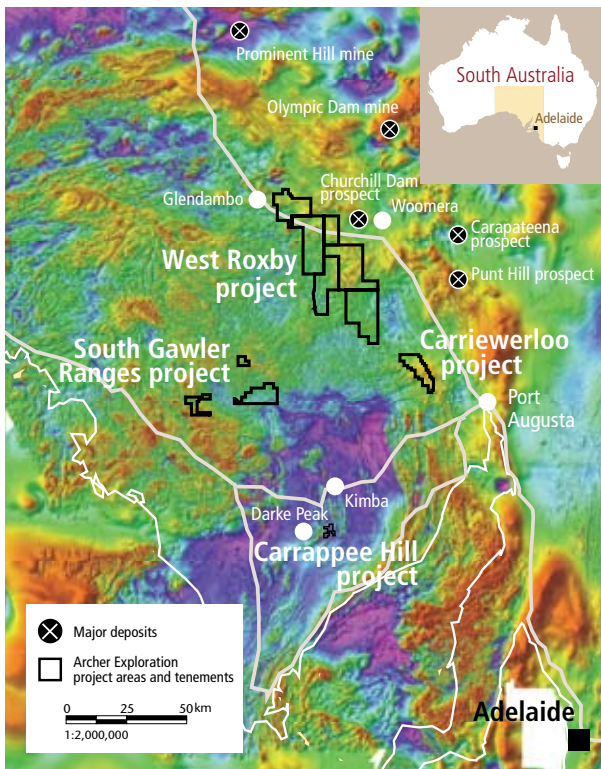 Prominent Hill mine
South Australia
Adelaide
Olympic Dam mine
Churchill Dam
prospect
Glendambo
Woomera
Carapateena
prospect
West Roxby
project
Punt Hill prospect
South Gawler
Ranges project
Carriewerloo
project
Port
Augusta
Kimba
Darke Peak
Carrappee Hill
project
Major deposits
Archer Exploration
project areas and tenements
0 25 50 km
1:2,000,000
Adelaide